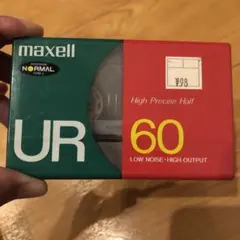 maxell
NORMAL
¥98
High Precise Half
UR 60
LOW NOISE · HIGH OUTPUT